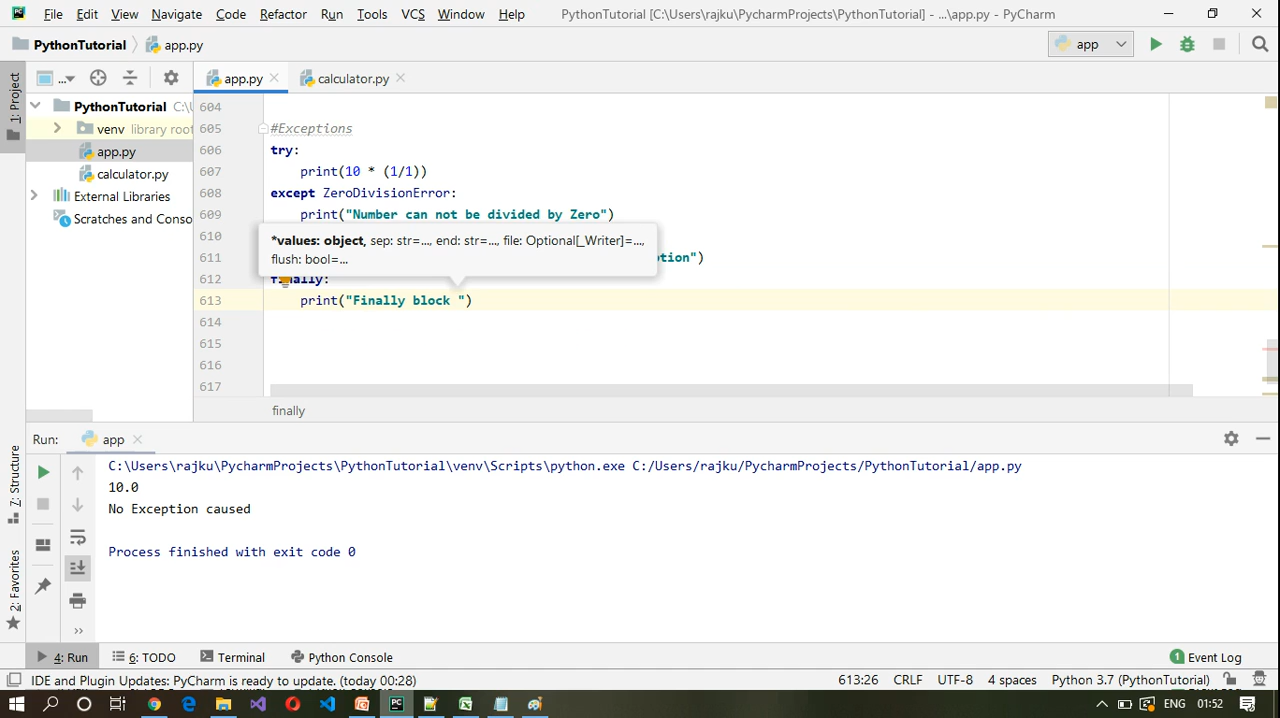 File Edit View Navigate Code Refactor Run Tools VCS Window Help PythonTutorial [C:\Users\rajku\PycharmProjects\PythonTutorial] - ...\app.py - PyCharm
PythonTutorial app.py app
1: Project
... app.py calculator.py
PythonTutorial C:\U
venv library root
app.py
calculator.py
External Libraries
Scratches and Conso
604
605 #Exceptions
606 try:
607 print(10 * (1/1))
608 except ZeroDivisionError:
609 print("Number can not be divided by Zero")
610
*values: object, sep: str=..., end: str=..., file: Optional[_Writer]=...,
flush: bool=...
611 tion")
612 finally:
613 print("Finally block ")
614
615
616
617
finally
Run: app
7: Structure
2: Favorites
C:\Users\rajku\PycharmProjects\PythonTutorial\venv\Scripts\python.exe C:/Users/rajku/PycharmProjects/PythonTutorial/app.py
10.0
No Exception caused
Process finished with exit code 0
4: Run 6: TODO Terminal Python Console 1 Event Log
IDE and Plugin Updates: PyCharm is ready to update. (today 00:28) 613:26 CRLF UTF-8 4 spaces Python 3.7 (PythonTutorial)
ENG 01:52